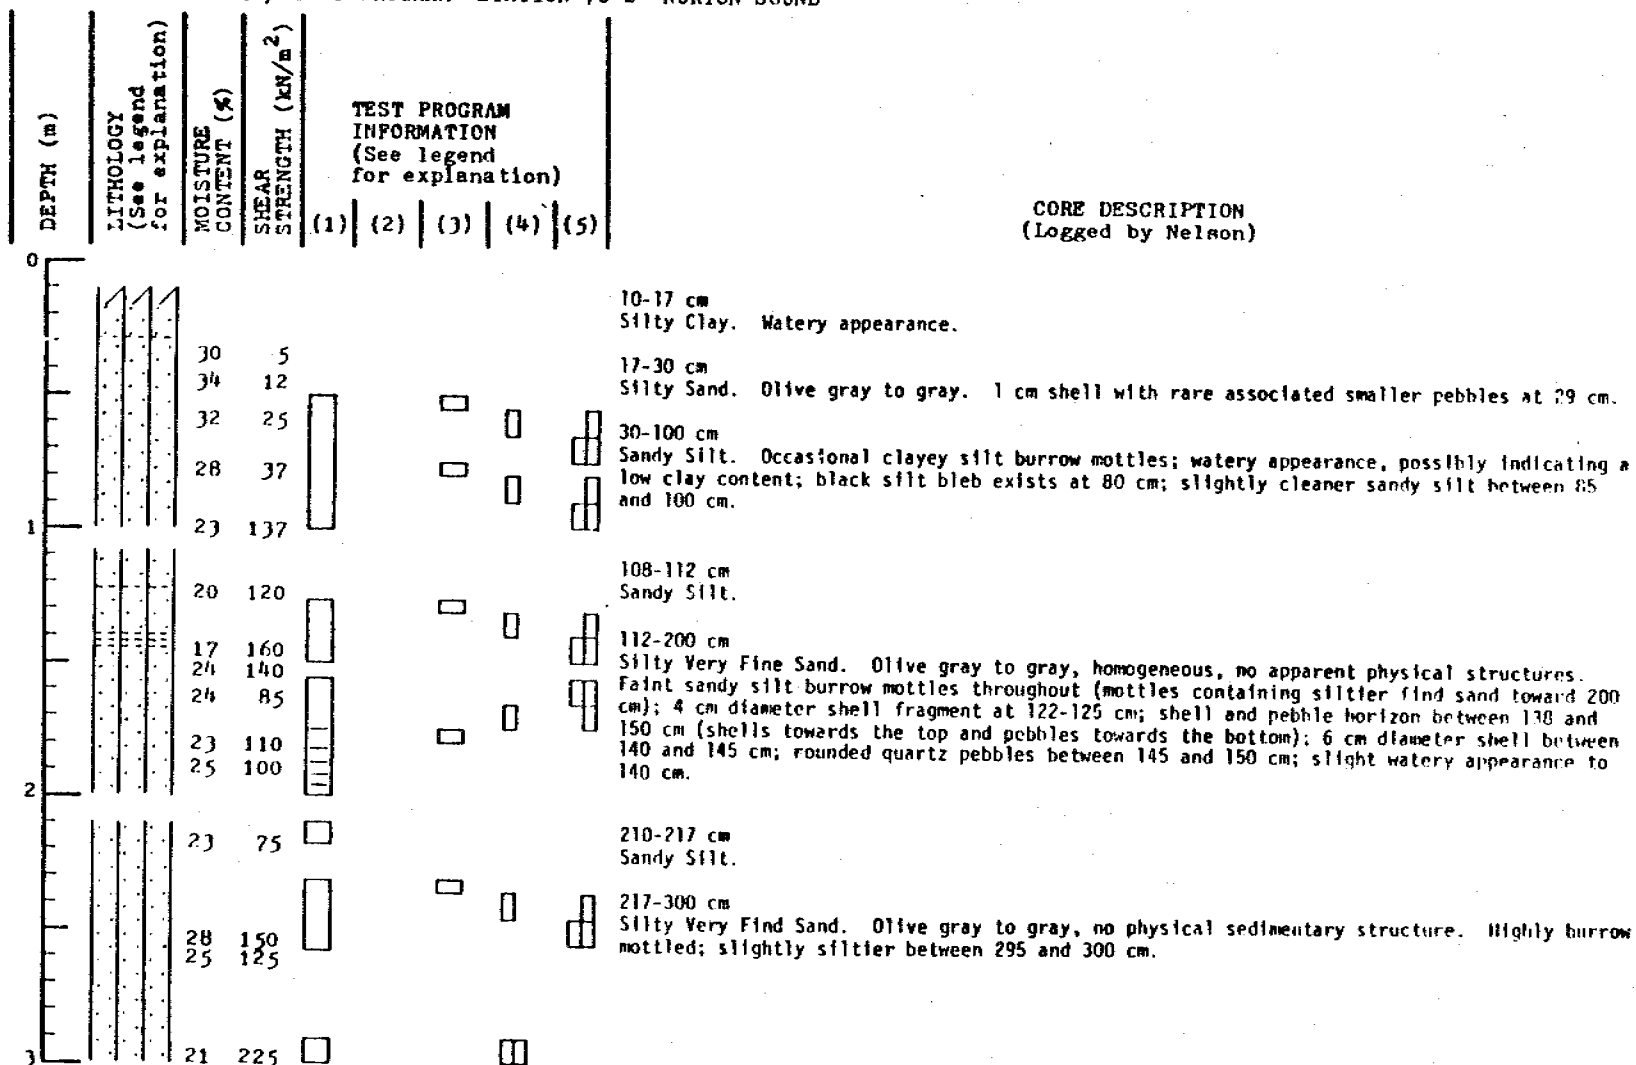 NORTON SOUND
DEPTH (m)
LITHOLOGY
(See legend
for explanation)
MOISTURE
CONTENT (%)
SHEAR
STRENGTH (kN/m2)
TEST PROGRAM
INFORMATION
(See legend
for explanation)
(1) (2) (3) (4) (5)
CORE DESCRIPTION
(Logged by Nelson)
0
10-17 cm
Silty Clay. Watery appearance.
30 5
17-30 cm
34 12
Silty Sand. Olive gray to gray. 1 cm shell with rare associated smaller pebbles at 29 cm.
32 25
30-100 cm
Sandy Silt. Occasional clayey silt burrow mottles; watery appearance, possibly indicating a
28 37
low clay content; black silt bleb exists at 80 cm; slightly cleaner sandy silt between 85
and 100 cm.
1
23 137
108-112 cm
20 120
Sandy Silt.
112-200 cm
17 160
Silty Very Fine Sand. Olive gray to gray, homogeneous, no apparent physical structures.
24 140
Faint sandy silt burrow mottles throughout (mottles containing siltier find sand toward 200
24 85
cm); 4 cm diameter shell fragment at 122-125 cm; shell and pebble horizon between 138 and
150 cm (shells towards the top and pebbles towards the bottom); 6 cm diameter shell between
23 110
140 and 145 cm; rounded quartz pebbles between 145 and 150 cm; slight watery appearance to
25 100
140 cm.
2
210-217 cm
23 75
Sandy Silt.
217-300 cm
Silty Very Find Sand. Olive gray to gray, no physical sedimentary structure. Highly burrow
28 150
mottled; slightly siltier between 295 and 300 cm.
25 125
3
21 225